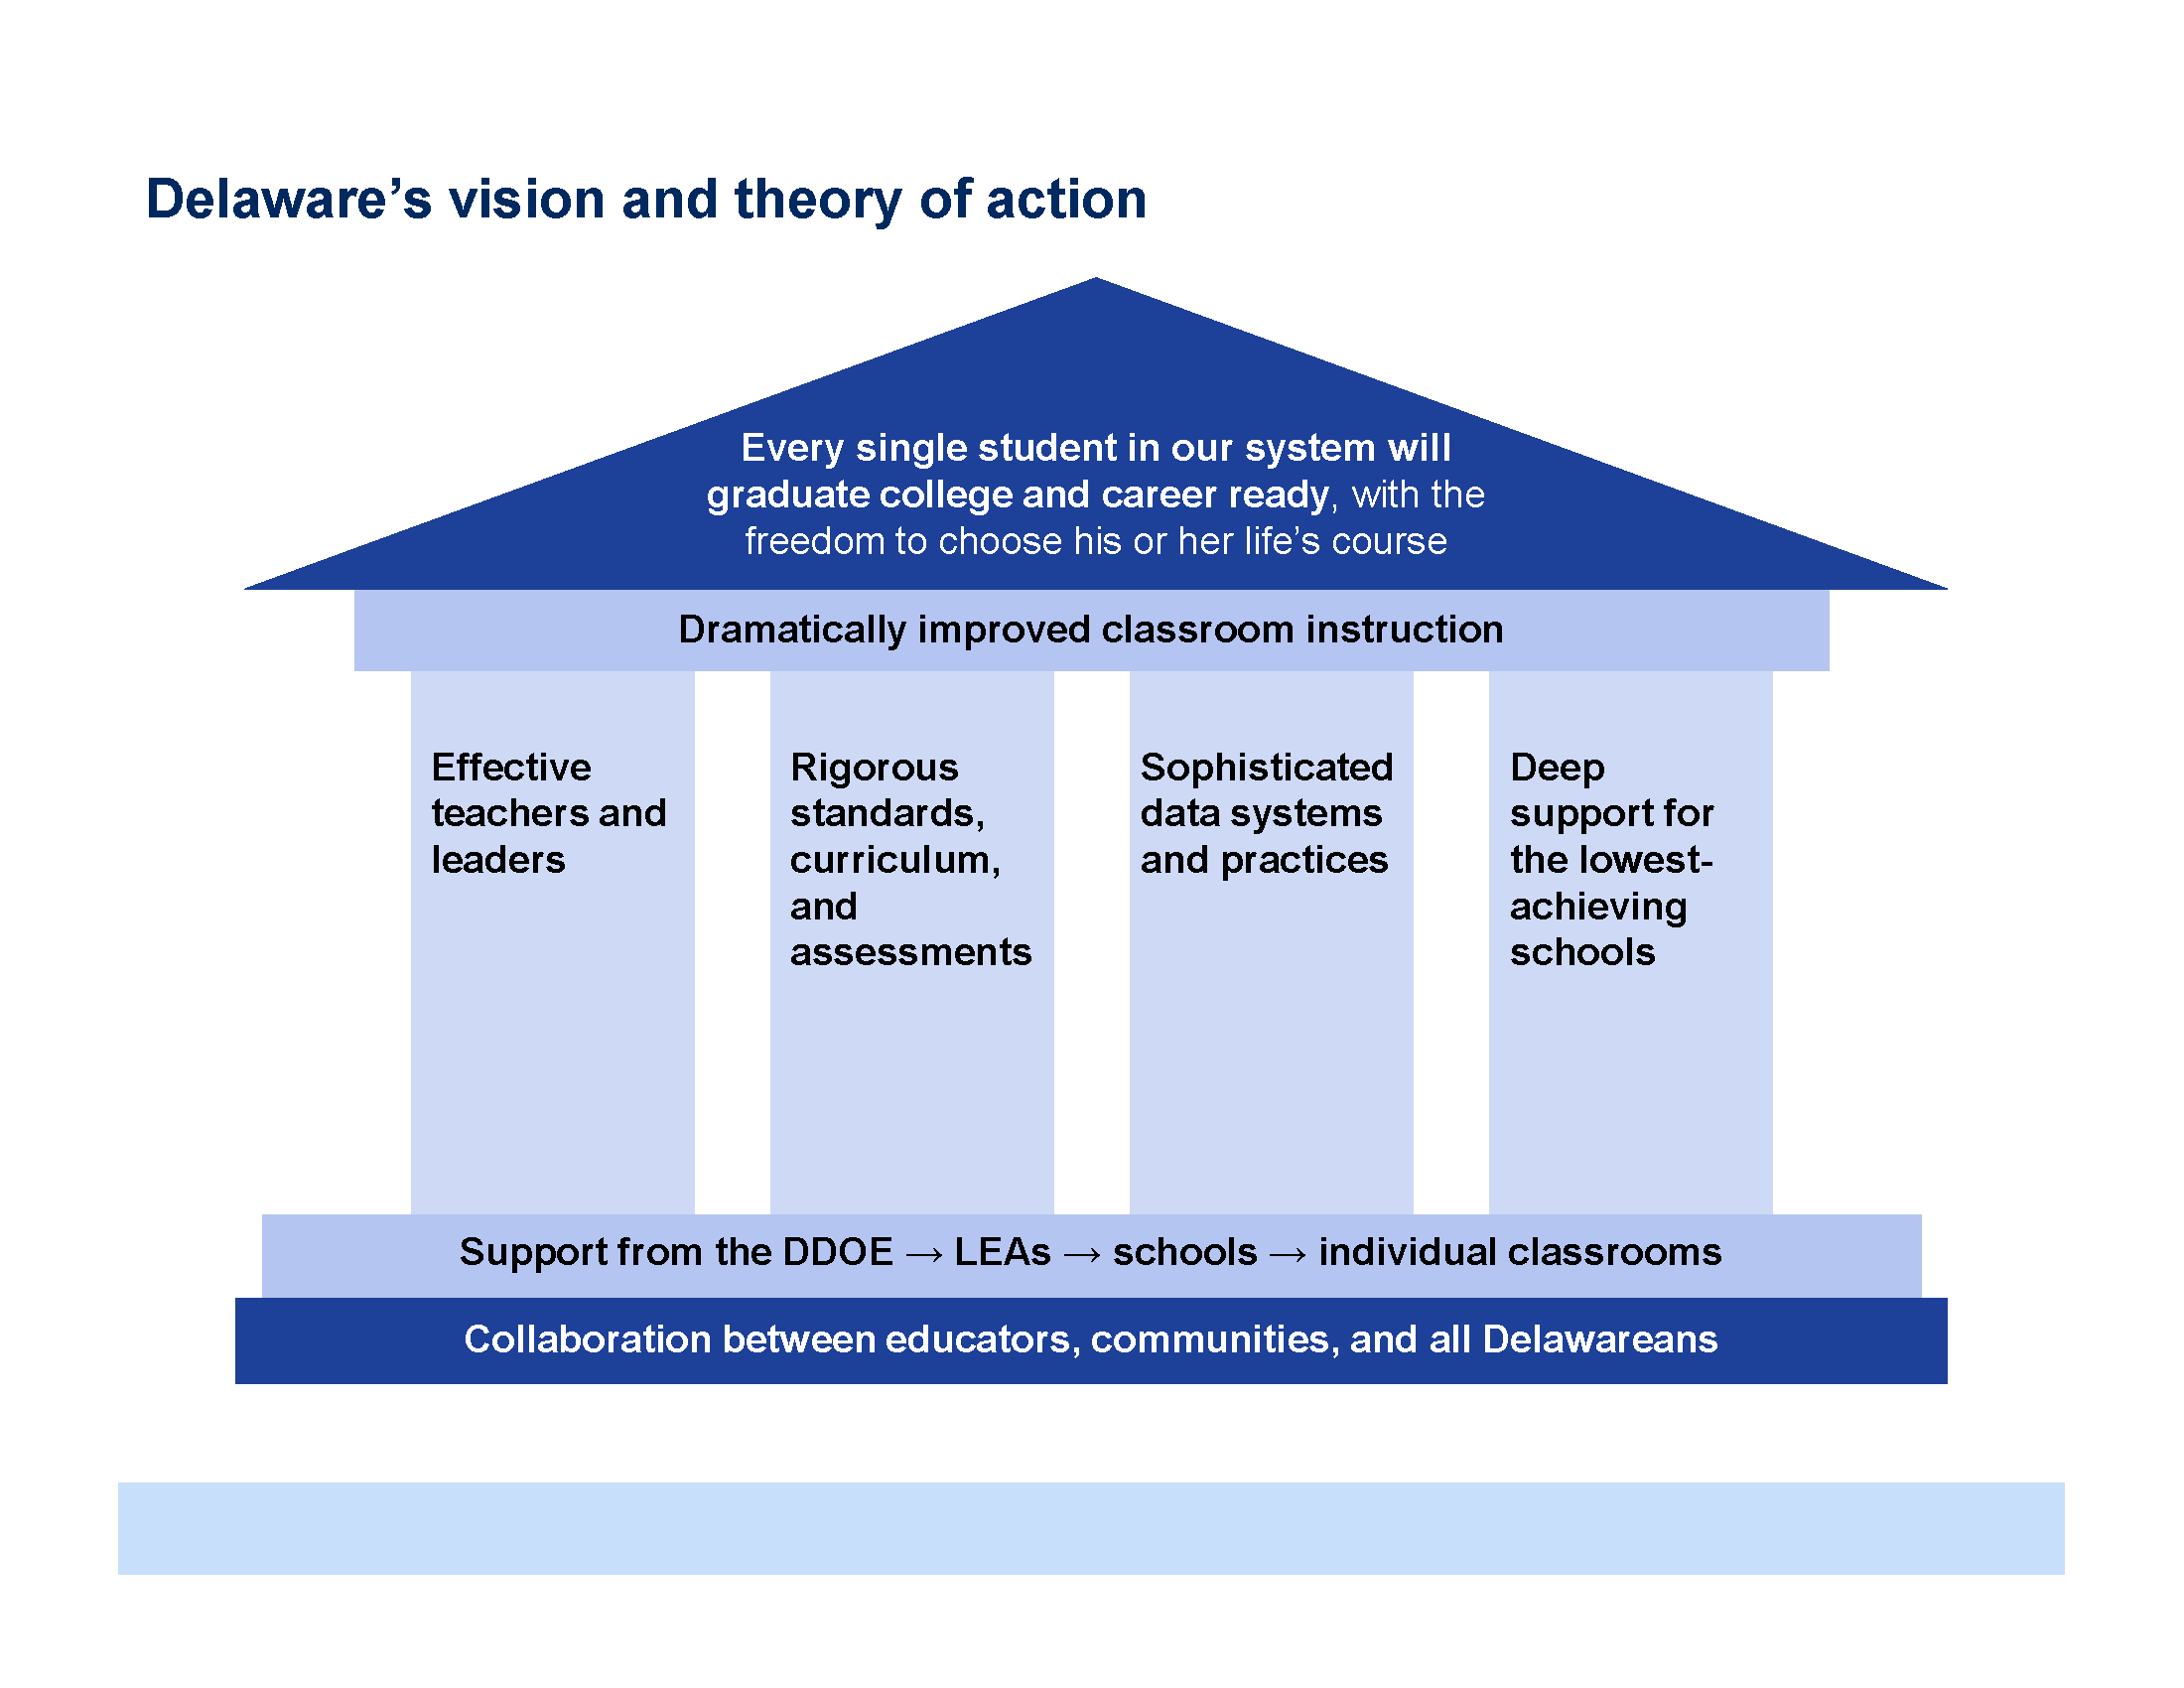 Delaware’s vision and theory of action
Every single student in our system will
graduate college and career ready, with the
freedom to choose his or her life’s course
Dramatically improved classroom instruction
Effective
teachers and
leaders
Rigorous
standards,
curriculum,
and
assessments
Sophisticated
data systems
and practices
Deep
support for
the lowest-
achieving
schools
Support from the DDOE → LEAs → schools → individual classrooms
Collaboration between educators, communities, and all Delawareans